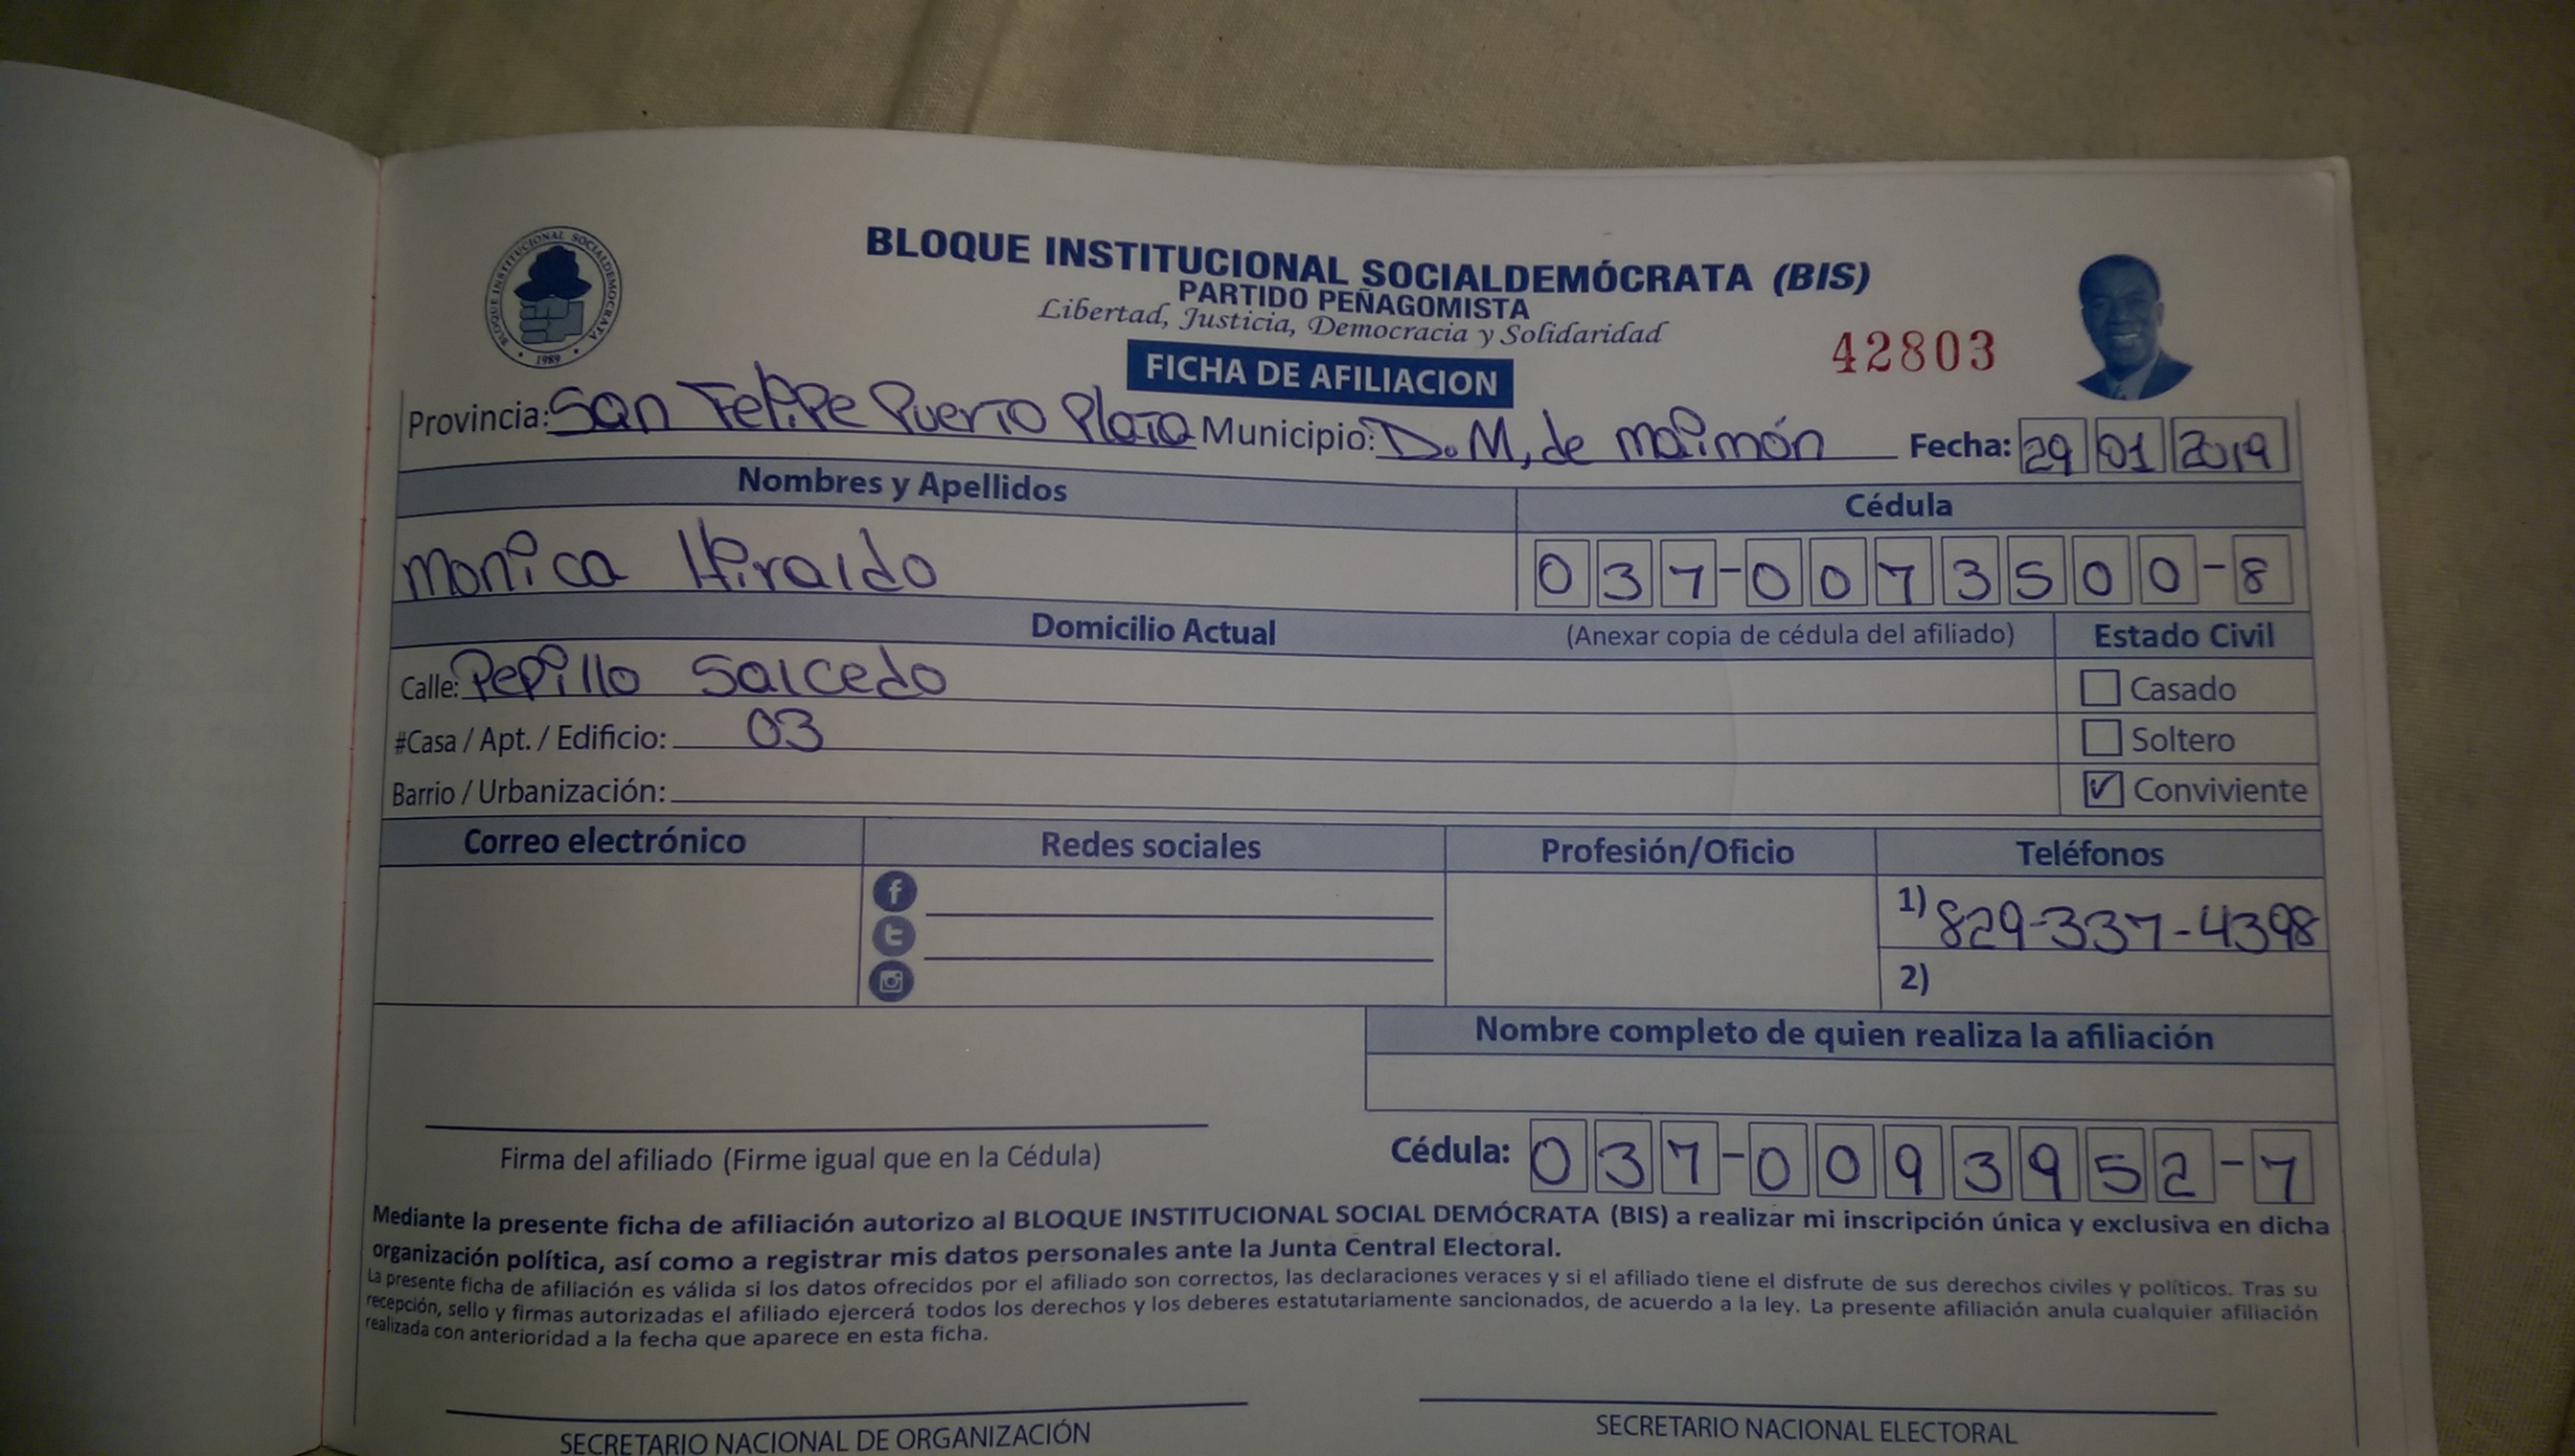 BLOQUE INSTITUCIONAL SOCIALDEMOCRATA
1989
BLOQUE INSTITUCIONAL SOCIALDEMÓCRATA (BIS)
PARTIDO PEÑAGOMISTA
Libertad, Justicia, Democracia y Solidaridad
42803
FICHA DE AFILIACION
Provincia: San Felipe Puerto Plata Municipio: D.M, de maimón Fecha: 29 01 2019
Nombres y Apellidos Cédula
Monica Hiraldo 037-0073500-8
Domicilio Actual (Anexar copia de cédula del afiliado) Estado Civil
Calle: Pepillo Salcedo Casado
#Casa / Apt. / Edificio: 03 Soltero
Barrio / Urbanización: ✓ Conviviente
Correo electrónico Redes sociales Profesión/Oficio Teléfonos
1) 829-337-4398
2)
Nombre completo de quien realiza la afiliación
Firma del afiliado (Firme igual que en la Cédula) Cédula: 037-0093952-7
Mediante la presente ficha de afiliación autorizo al BLOQUE INSTITUCIONAL SOCIAL DEMÓCRATA (BIS) a realizar mi inscripción única y exclusiva en dicha
organización política, así como a registrar mis datos personales ante la Junta Central Electoral.
La presente ficha de afiliación es válida si los datos ofrecidos por el afiliado son correctos, las declaraciones veraces y si el afiliado tiene el disfrute de sus derechos civiles y políticos. Tras su
recepción, sello y firmas autorizadas el afiliado ejercerá todos los derechos y los deberes estatutariamente sancionados, de acuerdo a la ley. La presente afiliación anula cualquier afiliación
realizada con anterioridad a la fecha que aparece en esta ficha.
SECRETARIO NACIONAL DE ORGANIZACIÓN SECRETARIO NACIONAL ELECTORAL